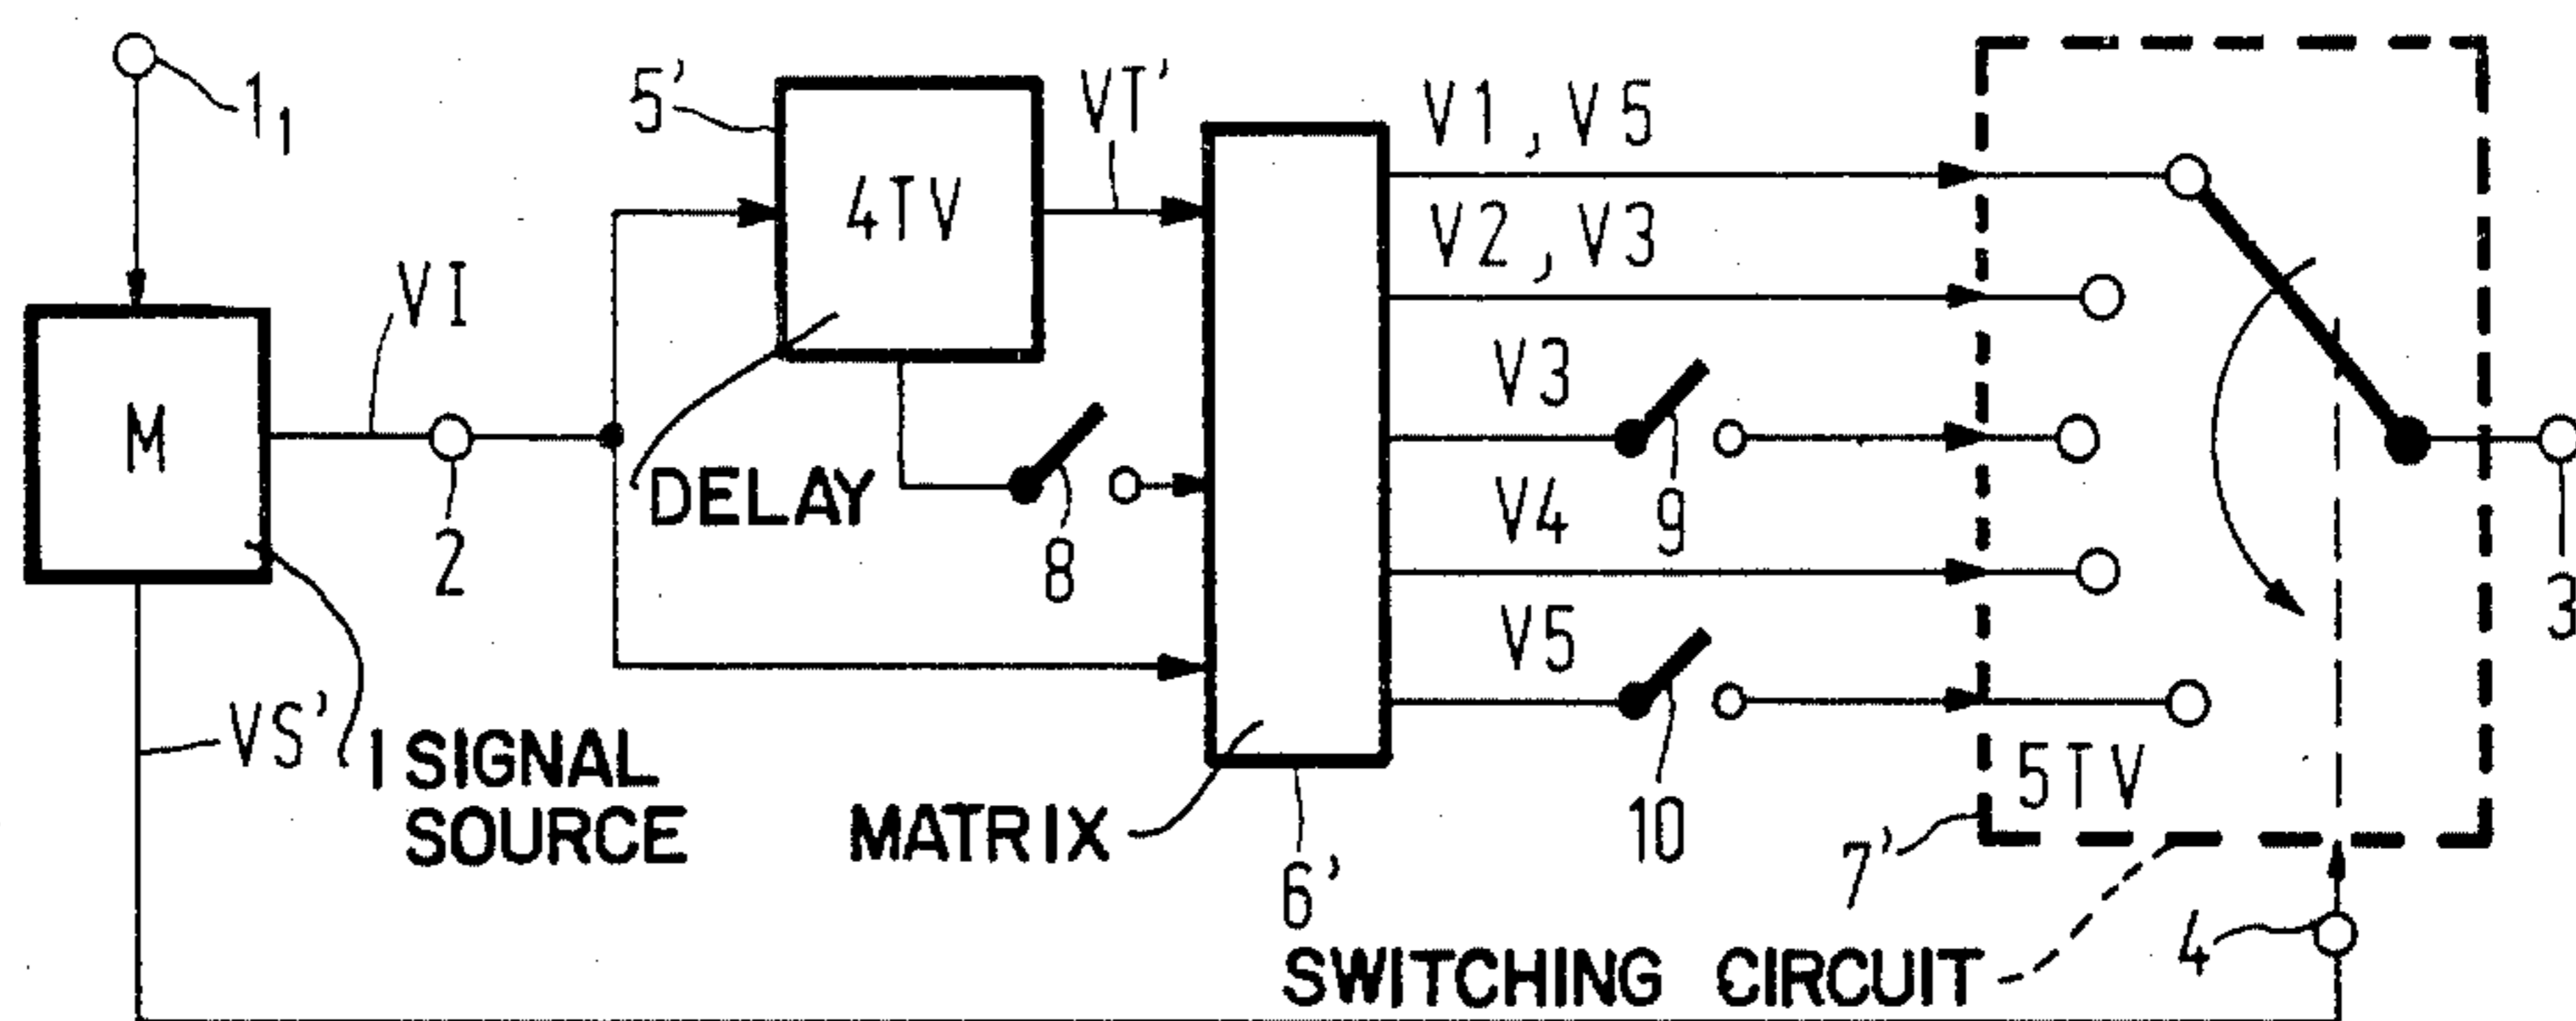 1₁
5'
VT'
V1, V5
4TV
V2, V3
VI
V3
M
DELAY
9
V4
2
8
3
V5
VS'
1 SIGNAL
SOURCE
MATRIX
10
5TV
7'
6'
4
SWITCHING CIRCUIT